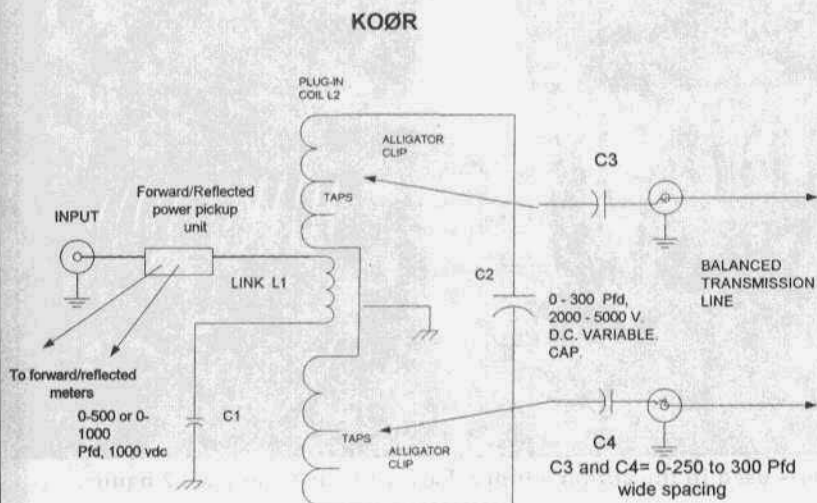 KOØR
PLUG-IN
COIL L2
ALLIGATOR
CLIP
C3
TAPS
Forward/Reflected
power pickup
unit
INPUT
LINK L1
C2
0 - 300 Pfd,
2000 - 5000 V.
D.C. VARIABLE.
CAP.
BALANCED
TRANSMISSION
LINE
To forward/reflected
meters
0-500 or 0-
1000
Pfd, 1000 vdc
C1
TAPS
ALLIGATOR
CLIP
C4
C3 and C4= 0-250 to 300 Pfd
wide spacing